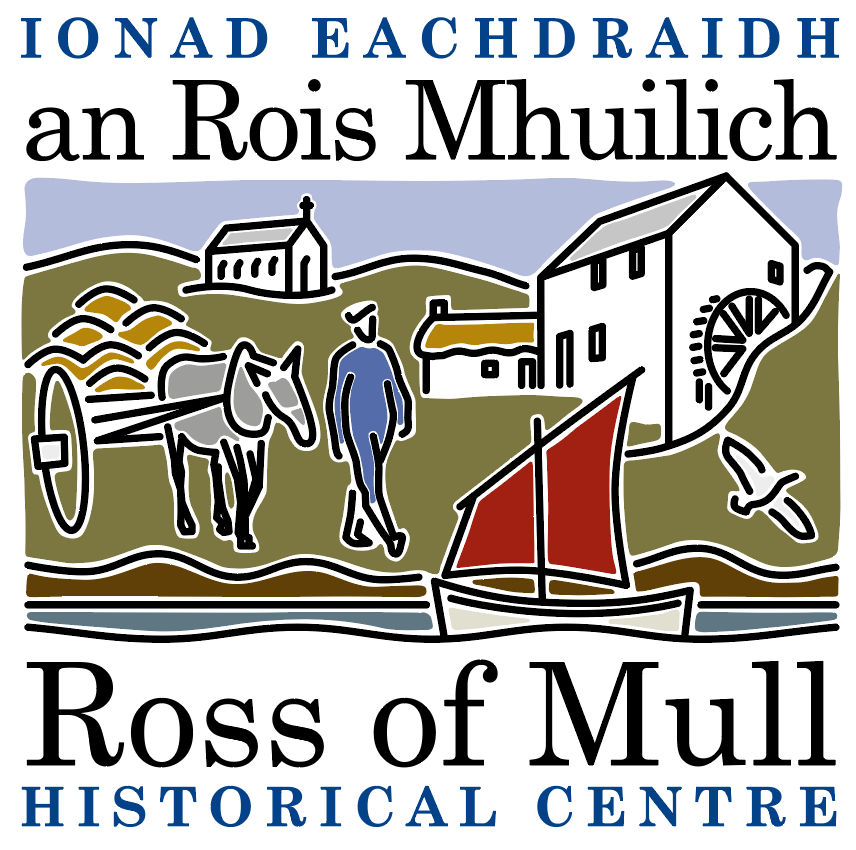 IONAD EACHDRAIDH
an Rois Mhuilich
Ross of Mull
HISTORICAL CENTRE